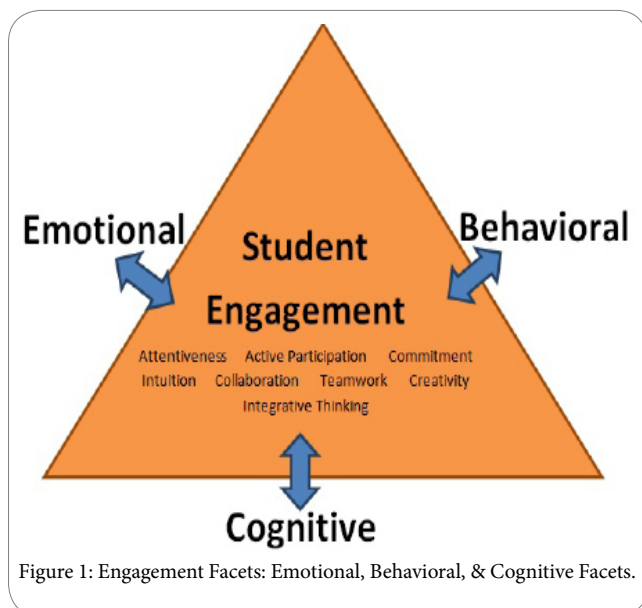 Emotional
Behavioral
Student
Engagement
Attentiveness Active Participation Commitment
Intuition Collaboration Teamwork Creativity
Integrative Thinking
Cognitive
Figure 1: Engagement Facets: Emotional, Behavioral, & Cognitive Facets.